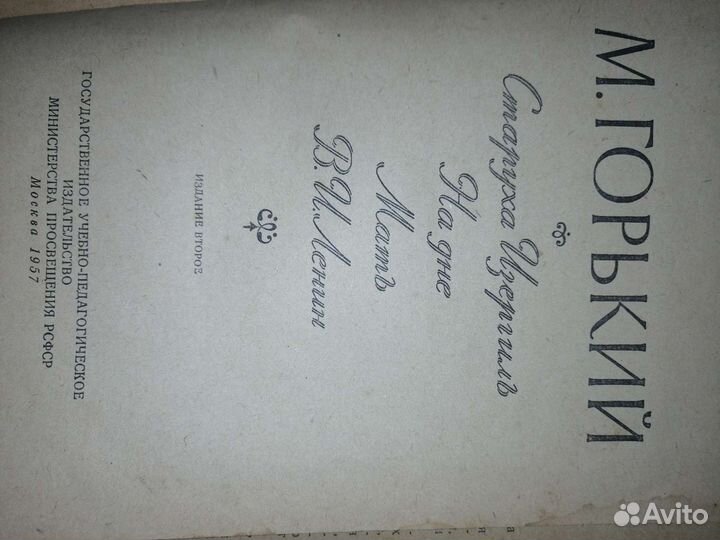 М. ГОРЬКИЙ
Старуха Изергиль
На дне
Мать
В. И. Ленин
ИЗДАНИЕ ВТОРОЕ
ГОСУДАРСТВЕННОЕ УЧЕБНО-ПЕДАГОГИЧЕСКОЕ
ИЗДАТЕЛЬСТВО
МИНИСТЕРСТВА ПРОСВЕЩЕНИЯ РСФСР
Москва 1957
Avito